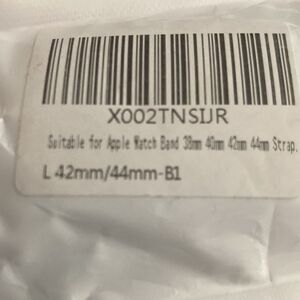 X002TNSIJR
Suitable for Apple Watch Band 38mm 40mm 42mm 44mm Strap,
L 42mm/44mm-B1